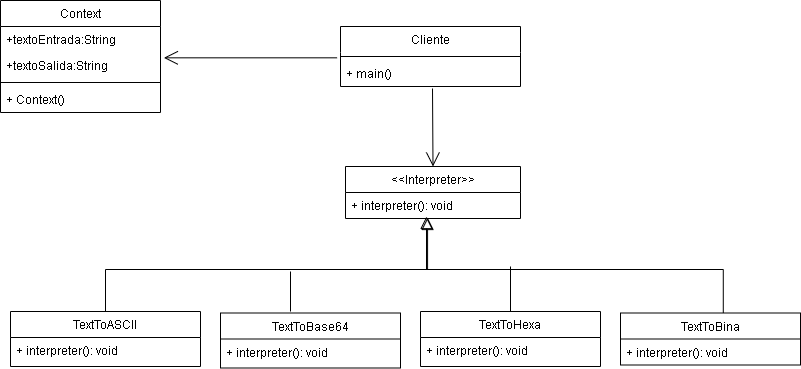 Context
+textoEntrada:String
+textoSalida:String
+ Context()
Cliente
+ main()
<<Interpreter>>
+ interpreter(): void
TextToASCII
+ interpreter(): void
TextToBase64
+ interpreter(): void
TextToHexa
+ interpreter(): void
TextToBina
+ interpreter(): void